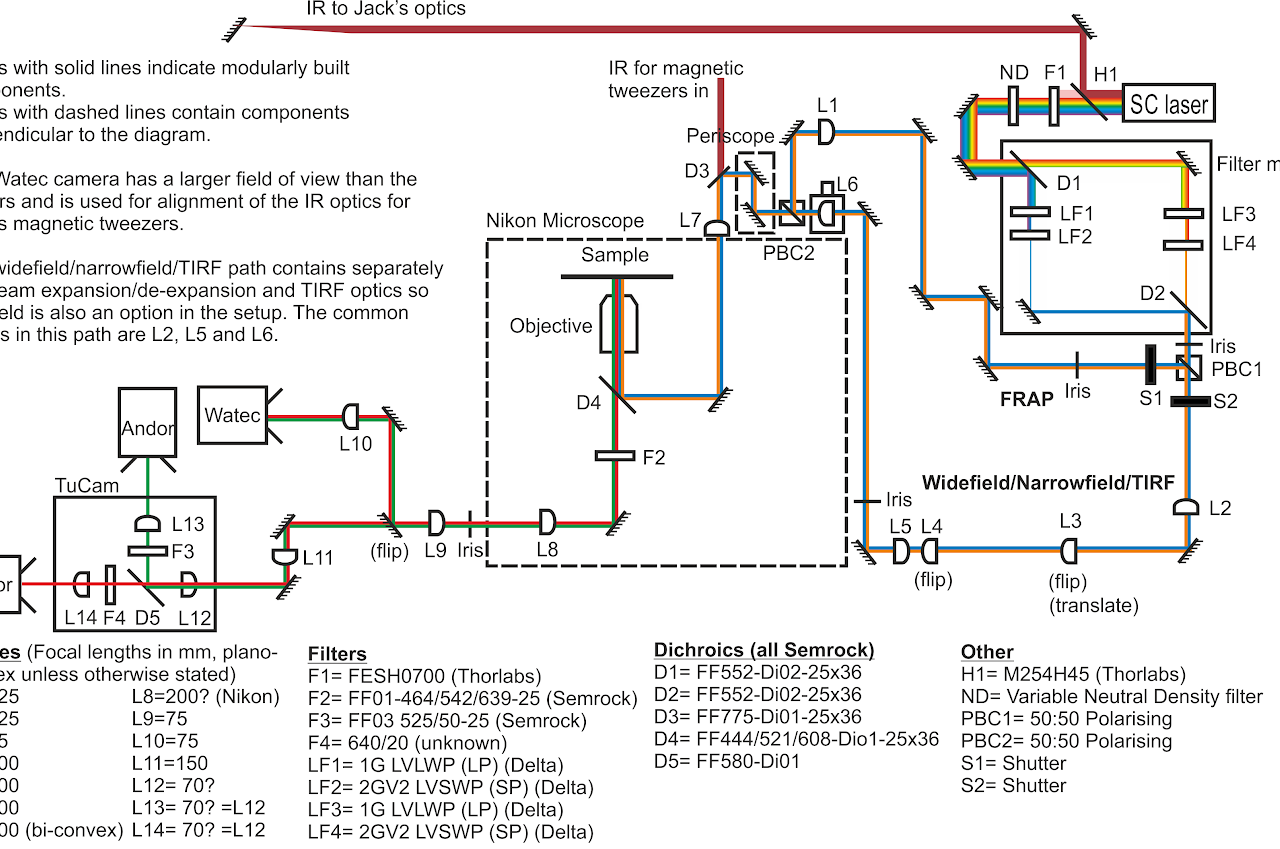 IR to Jack's optics
s with solid lines indicate modularly built
onents.
s with dashed lines contain components
endicular to the diagram.
Watec camera has a larger field of view than the
rs and is used for alignment of the IR optics for
s magnetic tweezers.
widefield/narrowfield/TIRF path contains separately
eam expansion/de-expansion and TIRF optics so
eld is also an option in the setup. The common
s in this path are L2, L5 and L6.
IR for magnetic
tweezers in
Periscope
L1
D3
L6
L7
PBC2
ND
F1
H1
SC laser
Filter m
D1
LF1
LF2
LF3
LF4
D2
Iris
PBC1
S1
S2
Iris
FRAP
Nikon Microscope
Sample
Objective
D4
F2
Widefield/Narrowfield/TIRF
Iris
L5
L4
L3
L2
(flip)
(flip)
(translate)
Andor
Watec
L10
TuCam
L13
F3
L11
(flip)
L9
Iris
L8
or
L14
F4
D5
L12
es (Focal lengths in mm, plano-
ex unless otherwise stated)
25
L8=200? (Nikon)
25
L9=75
5
L10=75
00
L11=150
00
L12= 70?
00
L13= 70? =L12
00 (bi-convex)
L14= 70? =L12
Filters
F1= FESH0700 (Thorlabs)
F2= FF01-464/542/639-25 (Semrock)
F3= FF03 525/50-25 (Semrock)
F4= 640/20 (unknown)
LF1= 1G LVLWP (LP) (Delta)
LF2= 2GV2 LVSWP (SP) (Delta)
LF3= 1G LVLWP (LP) (Delta)
LF4= 2GV2 LVSWP (SP) (Delta)
Dichroics (all Semrock)
D1= FF552-Di02-25x36
D2= FF552-Di02-25x36
D3= FF775-Di01-25x36
D4= FF444/521/608-Dio1-25x36
D5= FF580-Di01
Other
H1= M254H45 (Thorlabs)
ND= Variable Neutral Density filter
PBC1= 50:50 Polarising
PBC2= 50:50 Polarising
S1= Shutter
S2= Shutter